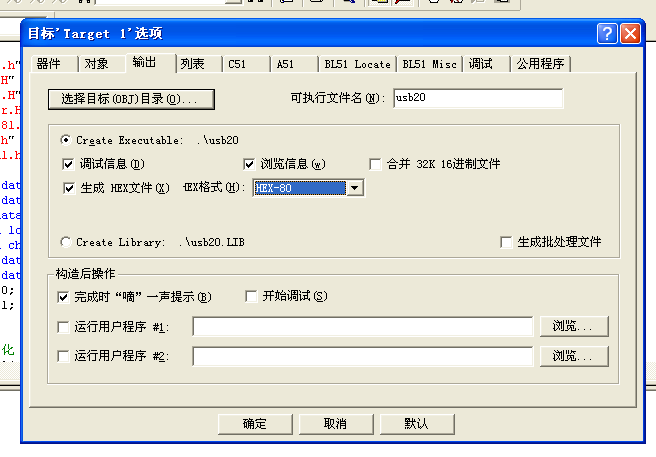 目标'Target 1'选项
器件 对象 输出 列表 C51 A51 BL51 Locate BL51 Misc 调试 公用程序
选择目标(OBJ)目录(O)... 可执行文件名(N): usb20
Create Executable: .\usb20
调试信息(D) 浏览信息(w) 合并 32K 16进制文件
生成 HEX文件(X) HEX格式(H): HEX-80
Create Library: .\usb20.LIB 生成批处理文件
构造后操作
完成时“嘀”一声提示(B) 开始调试(S)
运行用户程序 #1: 浏览...
运行用户程序 #2: 浏览...
确定 取消 默认
.h"
.H"
.H"
r.H
81.
h"
l.h
dat
dat
data
l lo
l ch
dat
dat
0;
1;
化